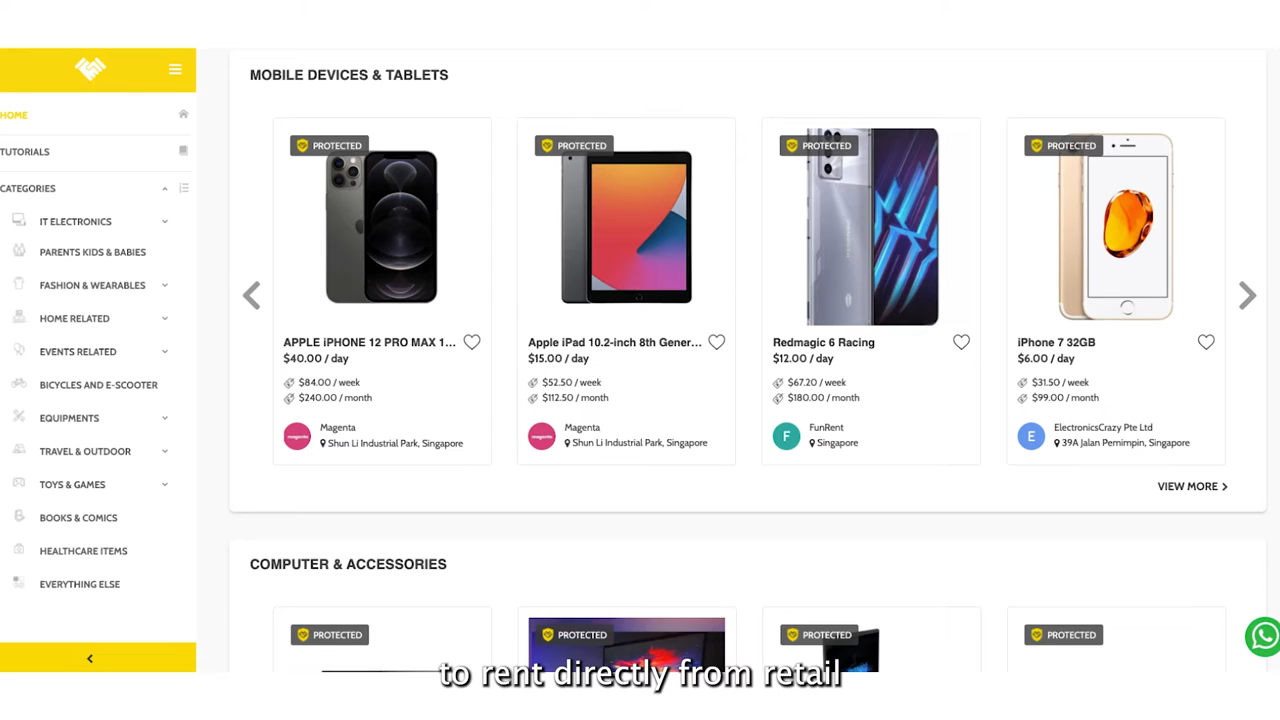 HOME
TUTORIALS
CATEGORIES
IT ELECTRONICS
PARENTS KIDS & BABIES
FASHION & WEARABLES
HOME RELATED
EVENTS RELATED
BICYCLES AND E-SCOOTER
EQUIPMENTS
TRAVEL & OUTDOOR
TOYS & GAMES
BOOKS & COMICS
HEALTHCARE ITEMS
EVERYTHING ELSE
MOBILE DEVICES & TABLETS
PROTECTED
APPLE iPHONE 12 PRO MAX 1...
$40.00 / day
$84.00 / week
$240.00 / month
magenta
Magenta
Shun Li Industrial Park, Singapore
PROTECTED
Apple iPad 10.2-inch 8th Gener...
$15.00 / day
$52.50 / week
$112.50 / month
magenta
Magenta
Shun Li Industrial Park, Singapore
PROTECTED
Redmagic 6 Racing
$12.00 / day
$67.20 / week
$180.00 / month
F
FunRent
Singapore
PROTECTED
iPhone 7 32GB
$6.00 / day
$31.50 / week
$99.00 / month
E
ElectronicsCrazy Pte Ltd
39A Jalan Pemimpin, Singapore
VIEW MORE
COMPUTER & ACCESSORIES
PROTECTED
PROTECTED
PROTECTED
PROTECTED
to rent directly from retail